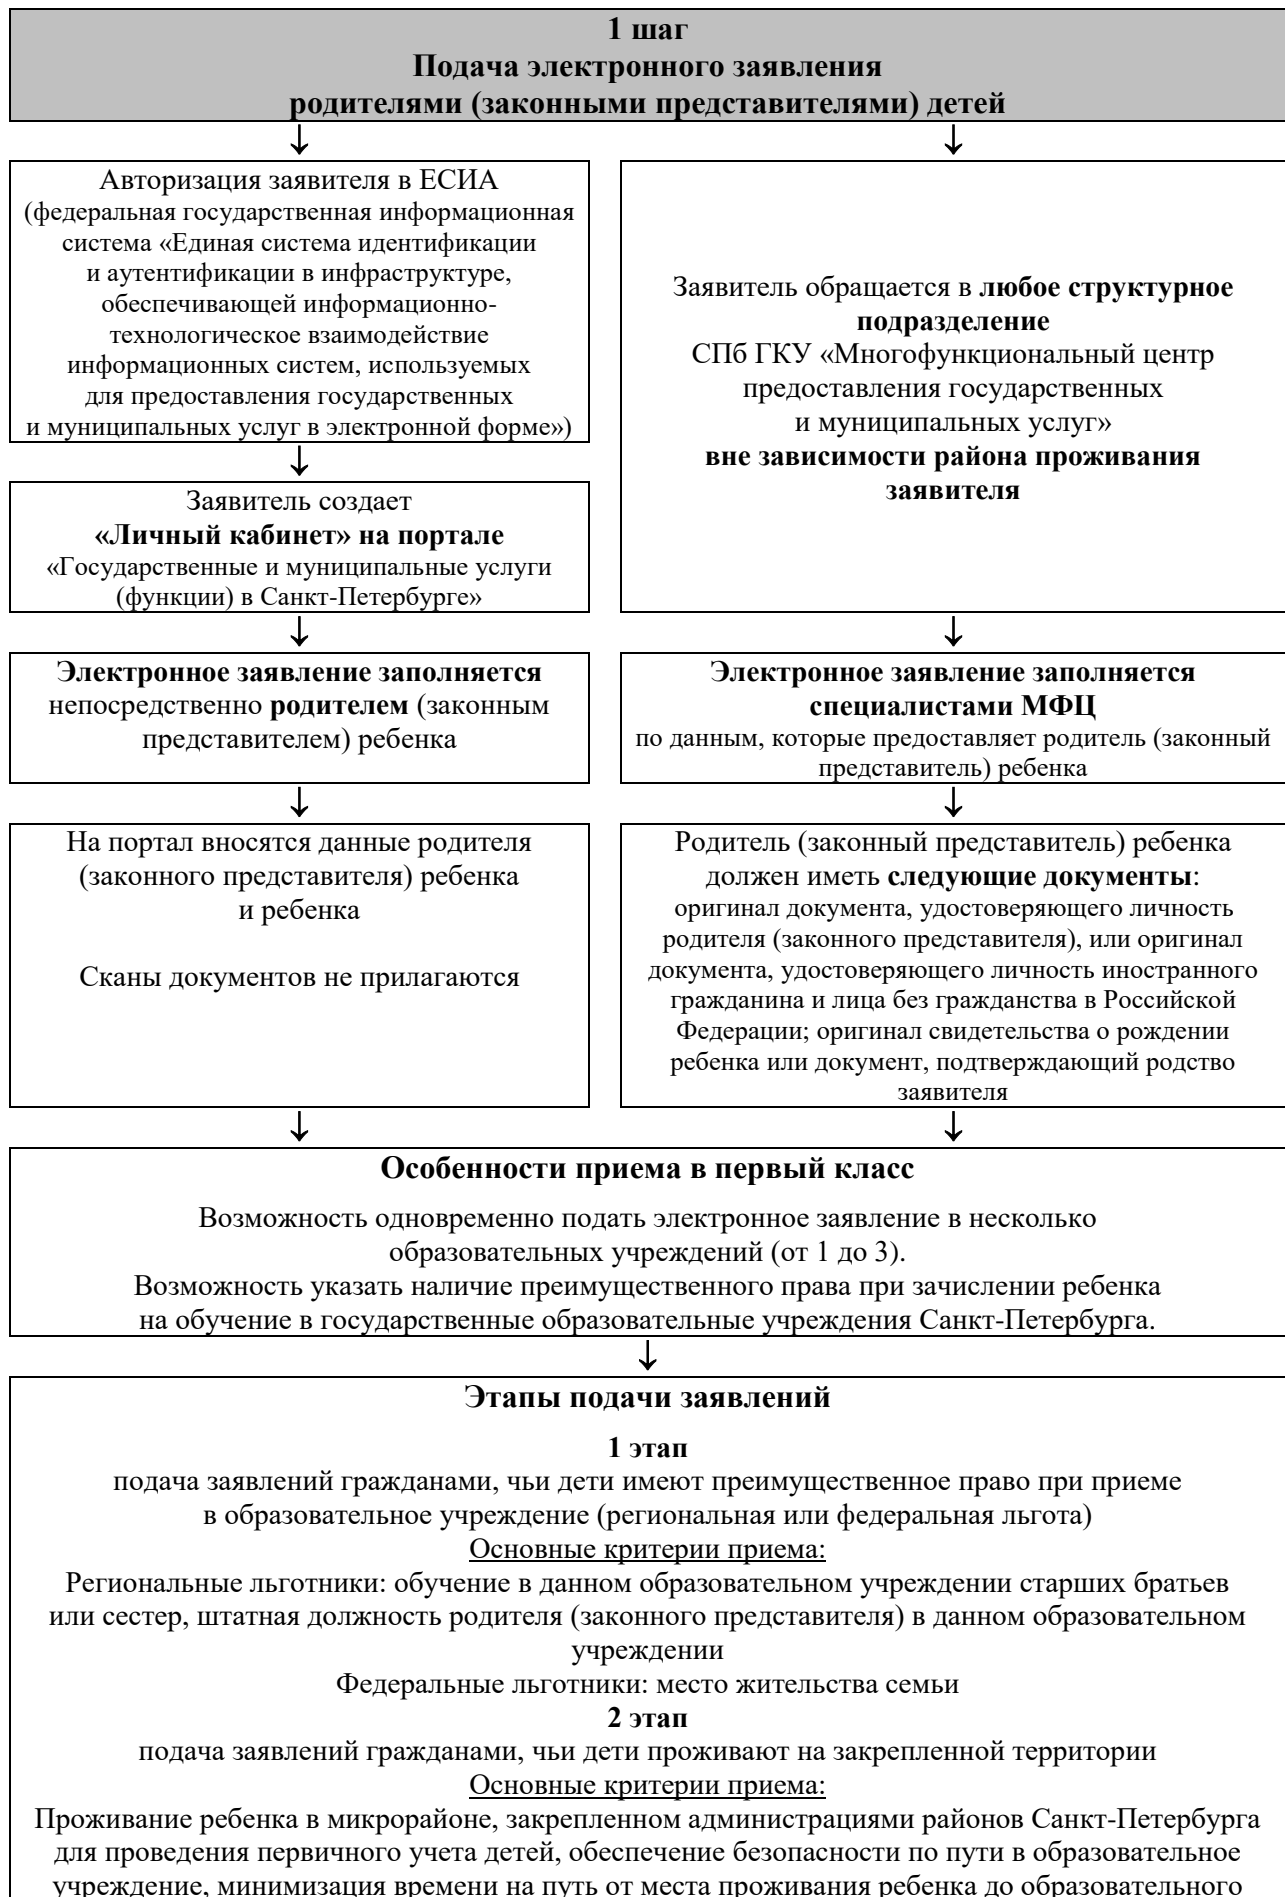 1 шаг
Подача электронного заявления
родителями (законными представителями) детей
↓
↓
Авторизация заявителя в ЕСИА
(федеральная государственная информационная
система «Единая система идентификации
и аутентификации в инфраструктуре,
обеспечивающей информационно-
технологическое взаимодействие
информационных систем, используемых
для предоставления государственных
и муниципальных услуг в электронной форме»)
↓
Заявитель создает
«Личный кабинет» на портале
«Государственные и муниципальные услуги
(функции) в Санкт-Петербурге»
Заявитель обращается в любое структурное
подразделение
СПб ГКУ «Многофункциональный центр
предоставления государственных
и муниципальных услуг»
вне зависимости района проживания
заявителя
↓
↓
Электронное заявление заполняется
непосредственно родителем (законным
представителем) ребенка
Электронное заявление заполняется
специалистами МФЦ
по данным, которые предоставляет родитель (законный
представитель) ребенка
↓
↓
На портал вносятся данные родителя
(законного представителя) ребенка
и ребенка
Сканы документов не прилагаются
Родитель (законный представитель) ребенка
должен иметь следующие документы:
оригинал документа, удостоверяющего личность
родителя (законного представителя), или оригинал
документа, удостоверяющего личность иностранного
гражданина и лица без гражданства в Российской
Федерации; оригинал свидетельства о рождении
ребенка или документ, подтверждающий родство
заявителя
↓
↓
Особенности приема в первый класс
Возможность одновременно подать электронное заявление в несколько
образовательных учреждений (от 1 до 3).
Возможность указать наличие преимущественного права при зачислении ребенка
на обучение в государственные образовательные учреждения Санкт-Петербурга.
↓
Этапы подачи заявлений
1 этап
подача заявлений гражданами, чьи дети имеют преимущественное право при приеме
в образовательное учреждение (региональная или федеральная льгота)
Основные критерии приема:
Региональные льготники: обучение в данном образовательном учреждении старших братьев
или сестер, штатная должность родителя (законного представителя) в данном образовательном
учреждении
Федеральные льготники: место жительства семьи
2 этап
подача заявлений гражданами, чьи дети проживают на закрепленной территории
Основные критерии приема:
Проживание ребенка в микрорайоне, закрепленном администрациями районов Санкт-Петербурга
для проведения первичного учета детей, обеспечение безопасности по пути в образовательное
учреждение, минимизация времени на путь от места проживания ребенка до образовательного